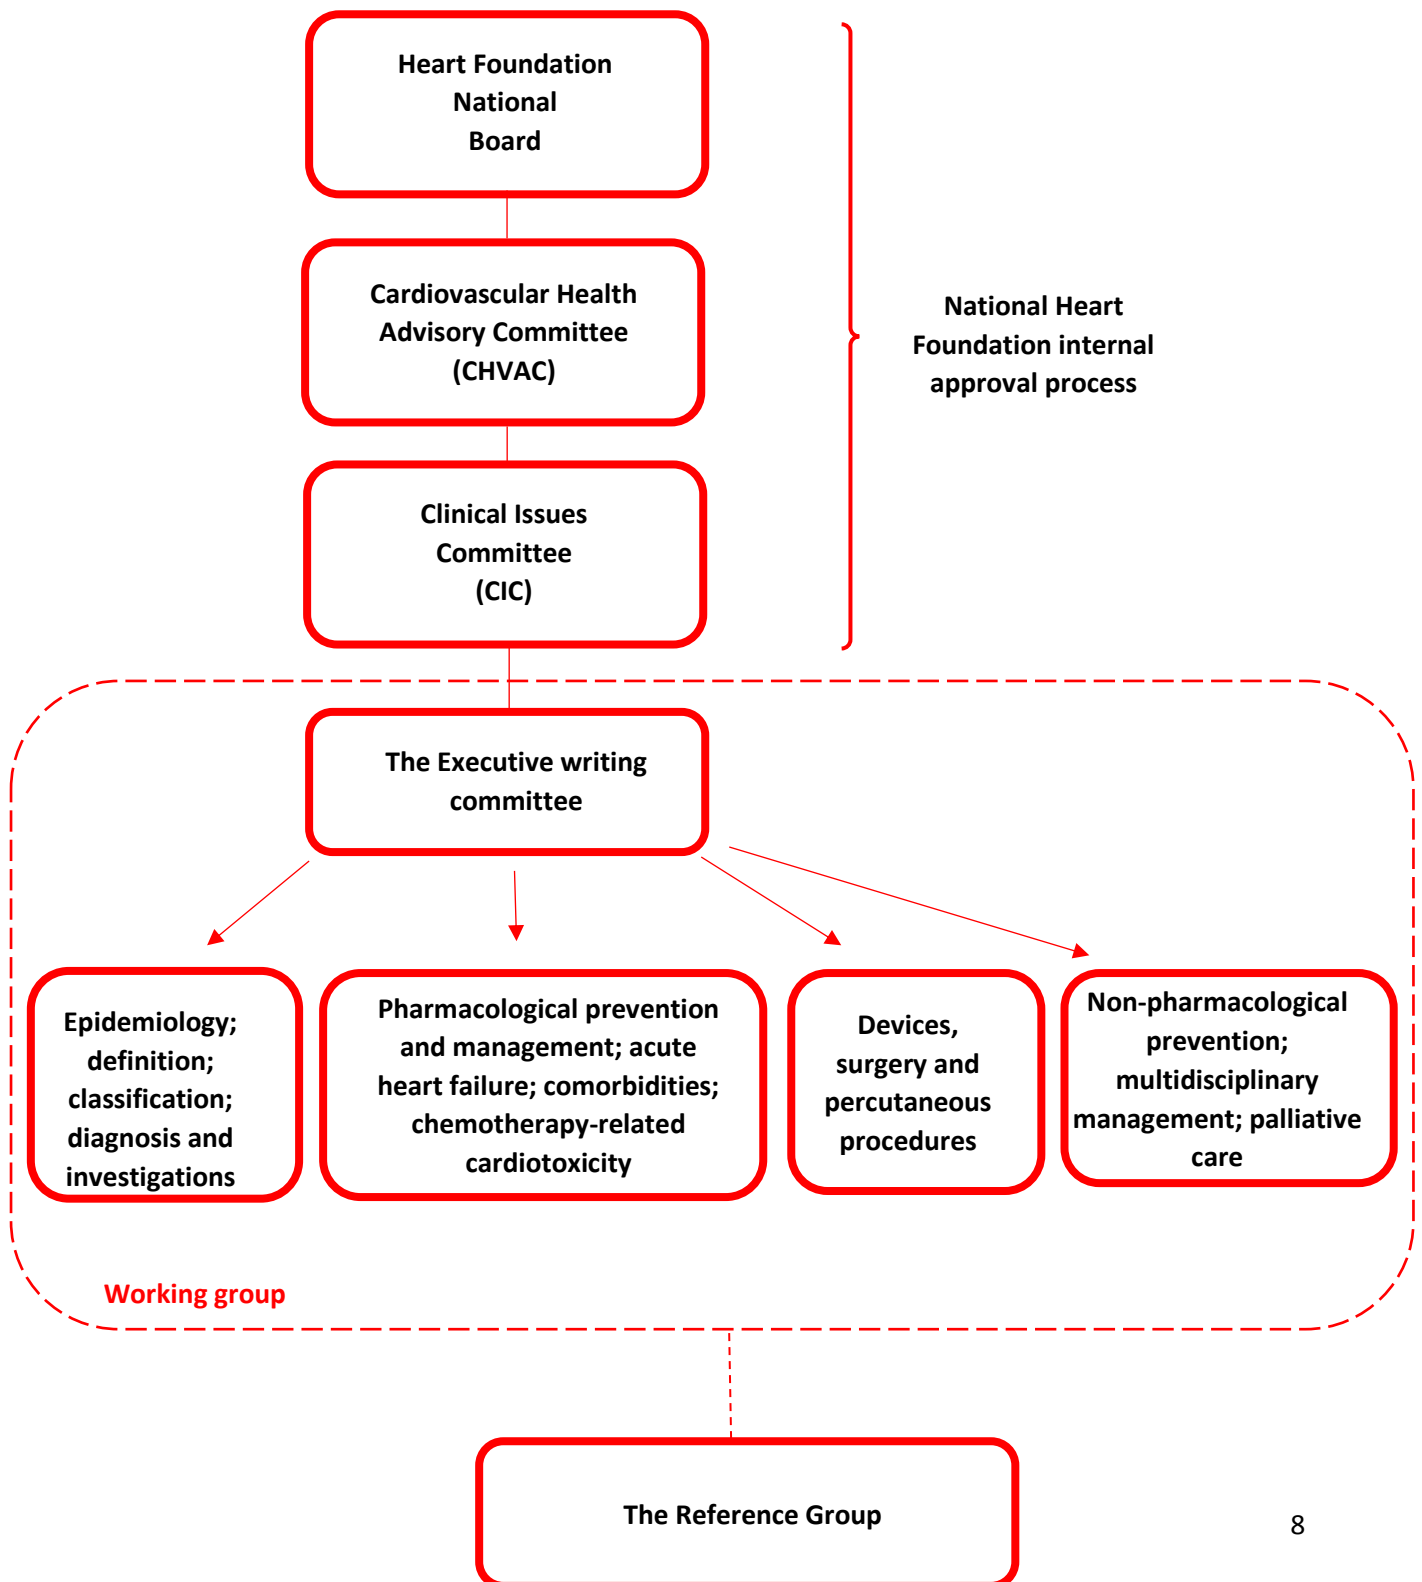 Heart Foundation
National
Board
Cardiovascular Health
Advisory Committee
(CHVAC)
National Heart
Foundation internal
approval process
Clinical Issues
Committee
(CIC)
The Executive writing
committee
Epidemiology;
definition;
classification;
diagnosis and
investigations
Pharmacological prevention
and management; acute
heart failure; comorbidities;
chemotherapy-related
cardiotoxicity
Devices,
surgery and
percutaneous
procedures
Non-pharmacological
prevention;
multidisciplinary
management; palliative
care
Working group
The Reference Group
8